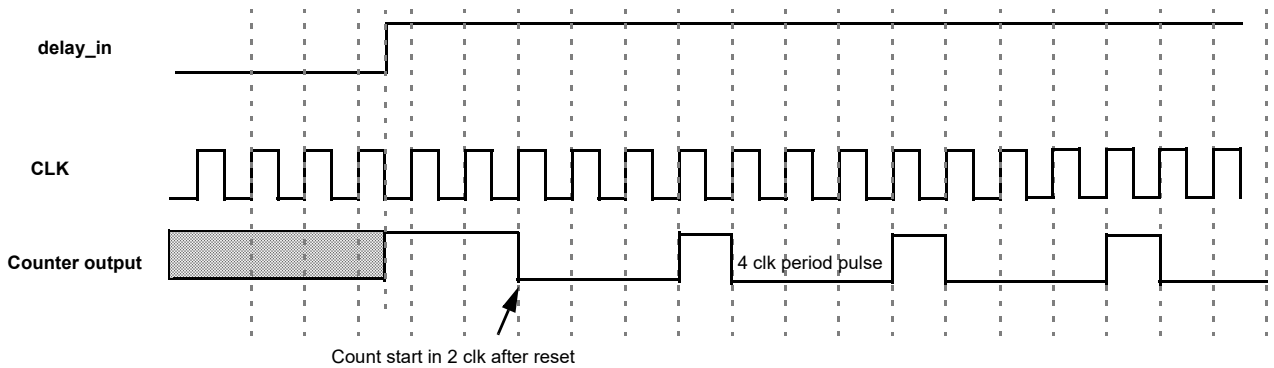 delay_in
CLK
Counter output
4 clk period pulse
Count start in 2 clk after reset